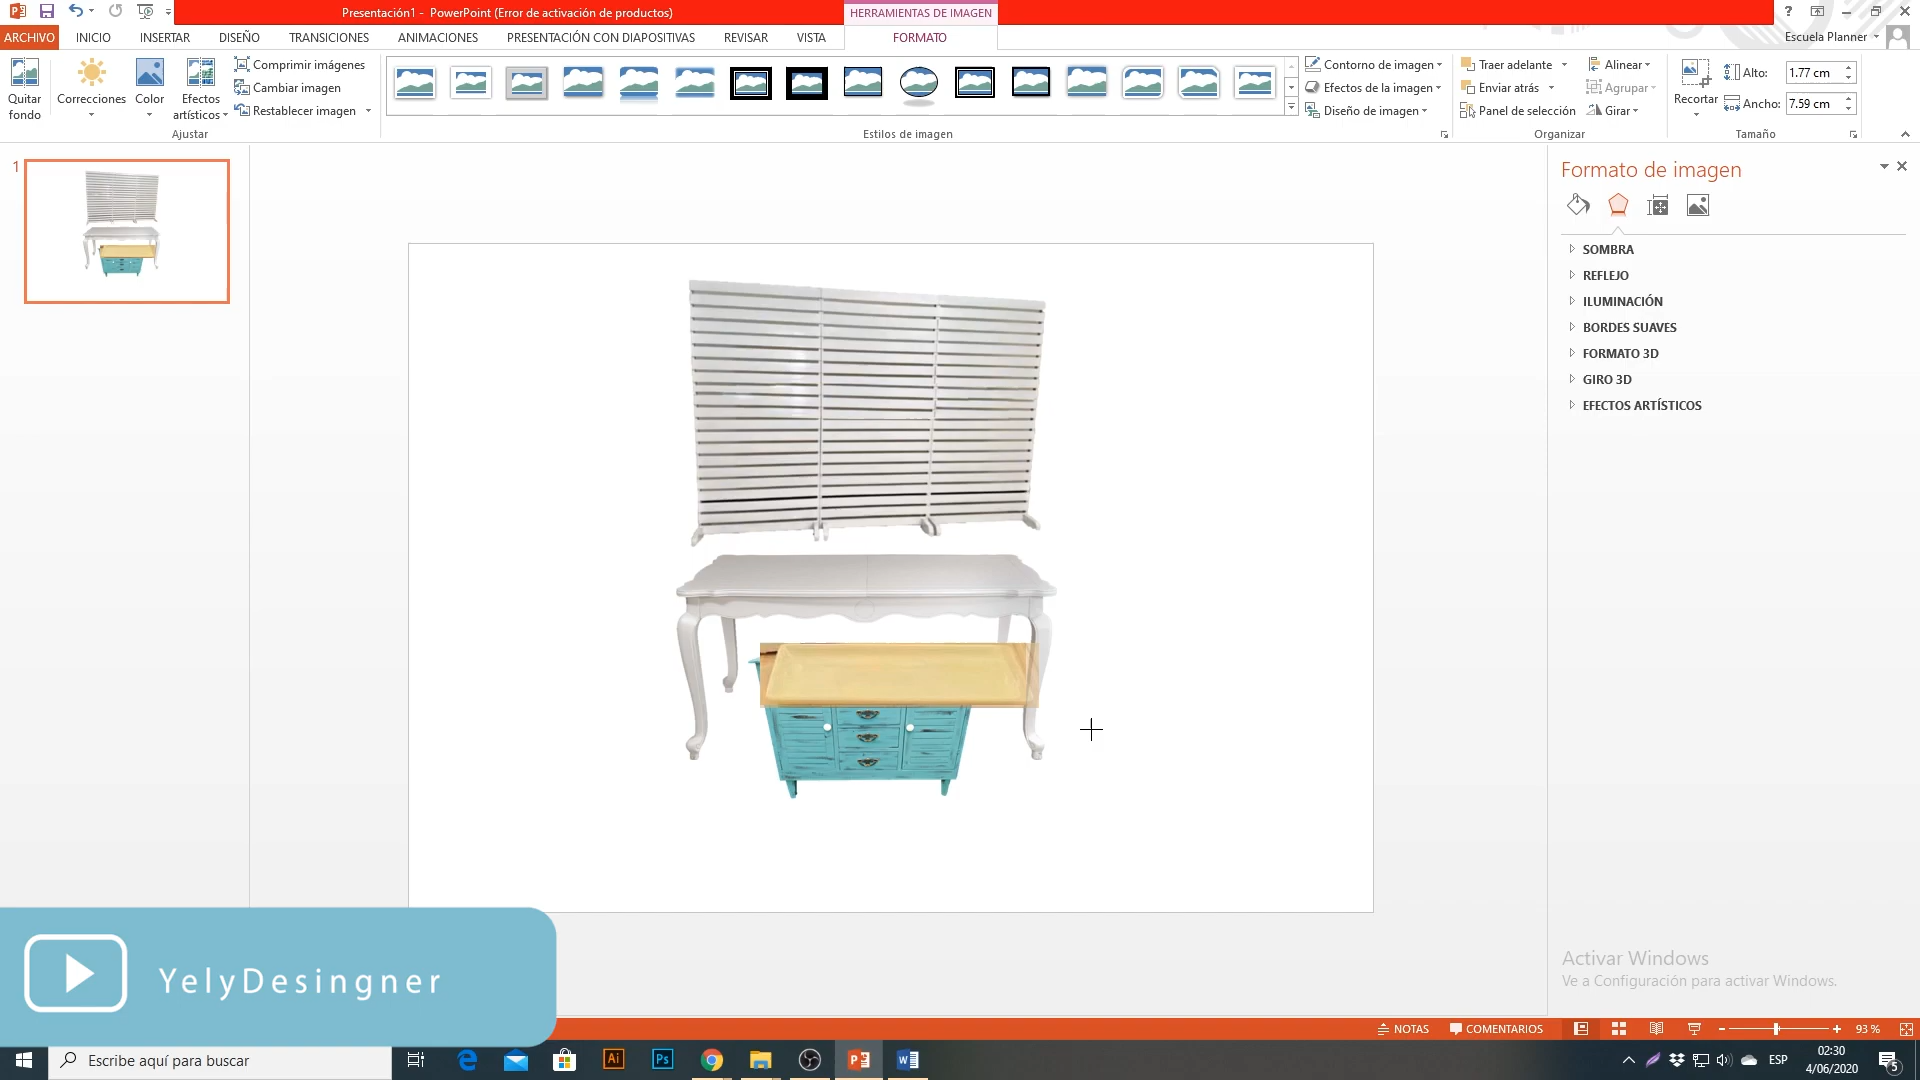 Presentación1 - PowerPoint (Error de activación de productos)
HERRAMIENTAS DE IMAGEN
?
ARCHIVO INICIO INSERTAR DISEÑO TRANSICIONES ANIMACIONES PRESENTACIÓN CON DIAPOSITIVAS REVISAR VISTA FORMATO
Escuela Planner
Quitar fondo
Correcciones
Color
Efectos artísticos
Comprimir imágenes
Cambiar imagen
Restablecer imagen
Ajustar
Estilos de imagen
Contorno de imagen
Efectos de la imagen
Diseño de imagen
Traer adelante
Enviar atrás
Panel de selección
Alinear
Agrupar
Girar
Organizar
Recortar
Alto: 1.77 cm
Ancho: 7.59 cm
Tamaño
1
Formato de imagen
SOMBRA
REFLEJO
ILUMINACIÓN
BORDES SUAVES
FORMATO 3D
GIRO 3D
EFECTOS ARTÍSTICOS
Activar Windows
Ve a Configuración para activar Windows.
YelyDesingner
NOTAS COMENTARIOS 93 %
Escribe aquí para buscar
Ai
Ps
ESP
02:30
4/06/2020
5